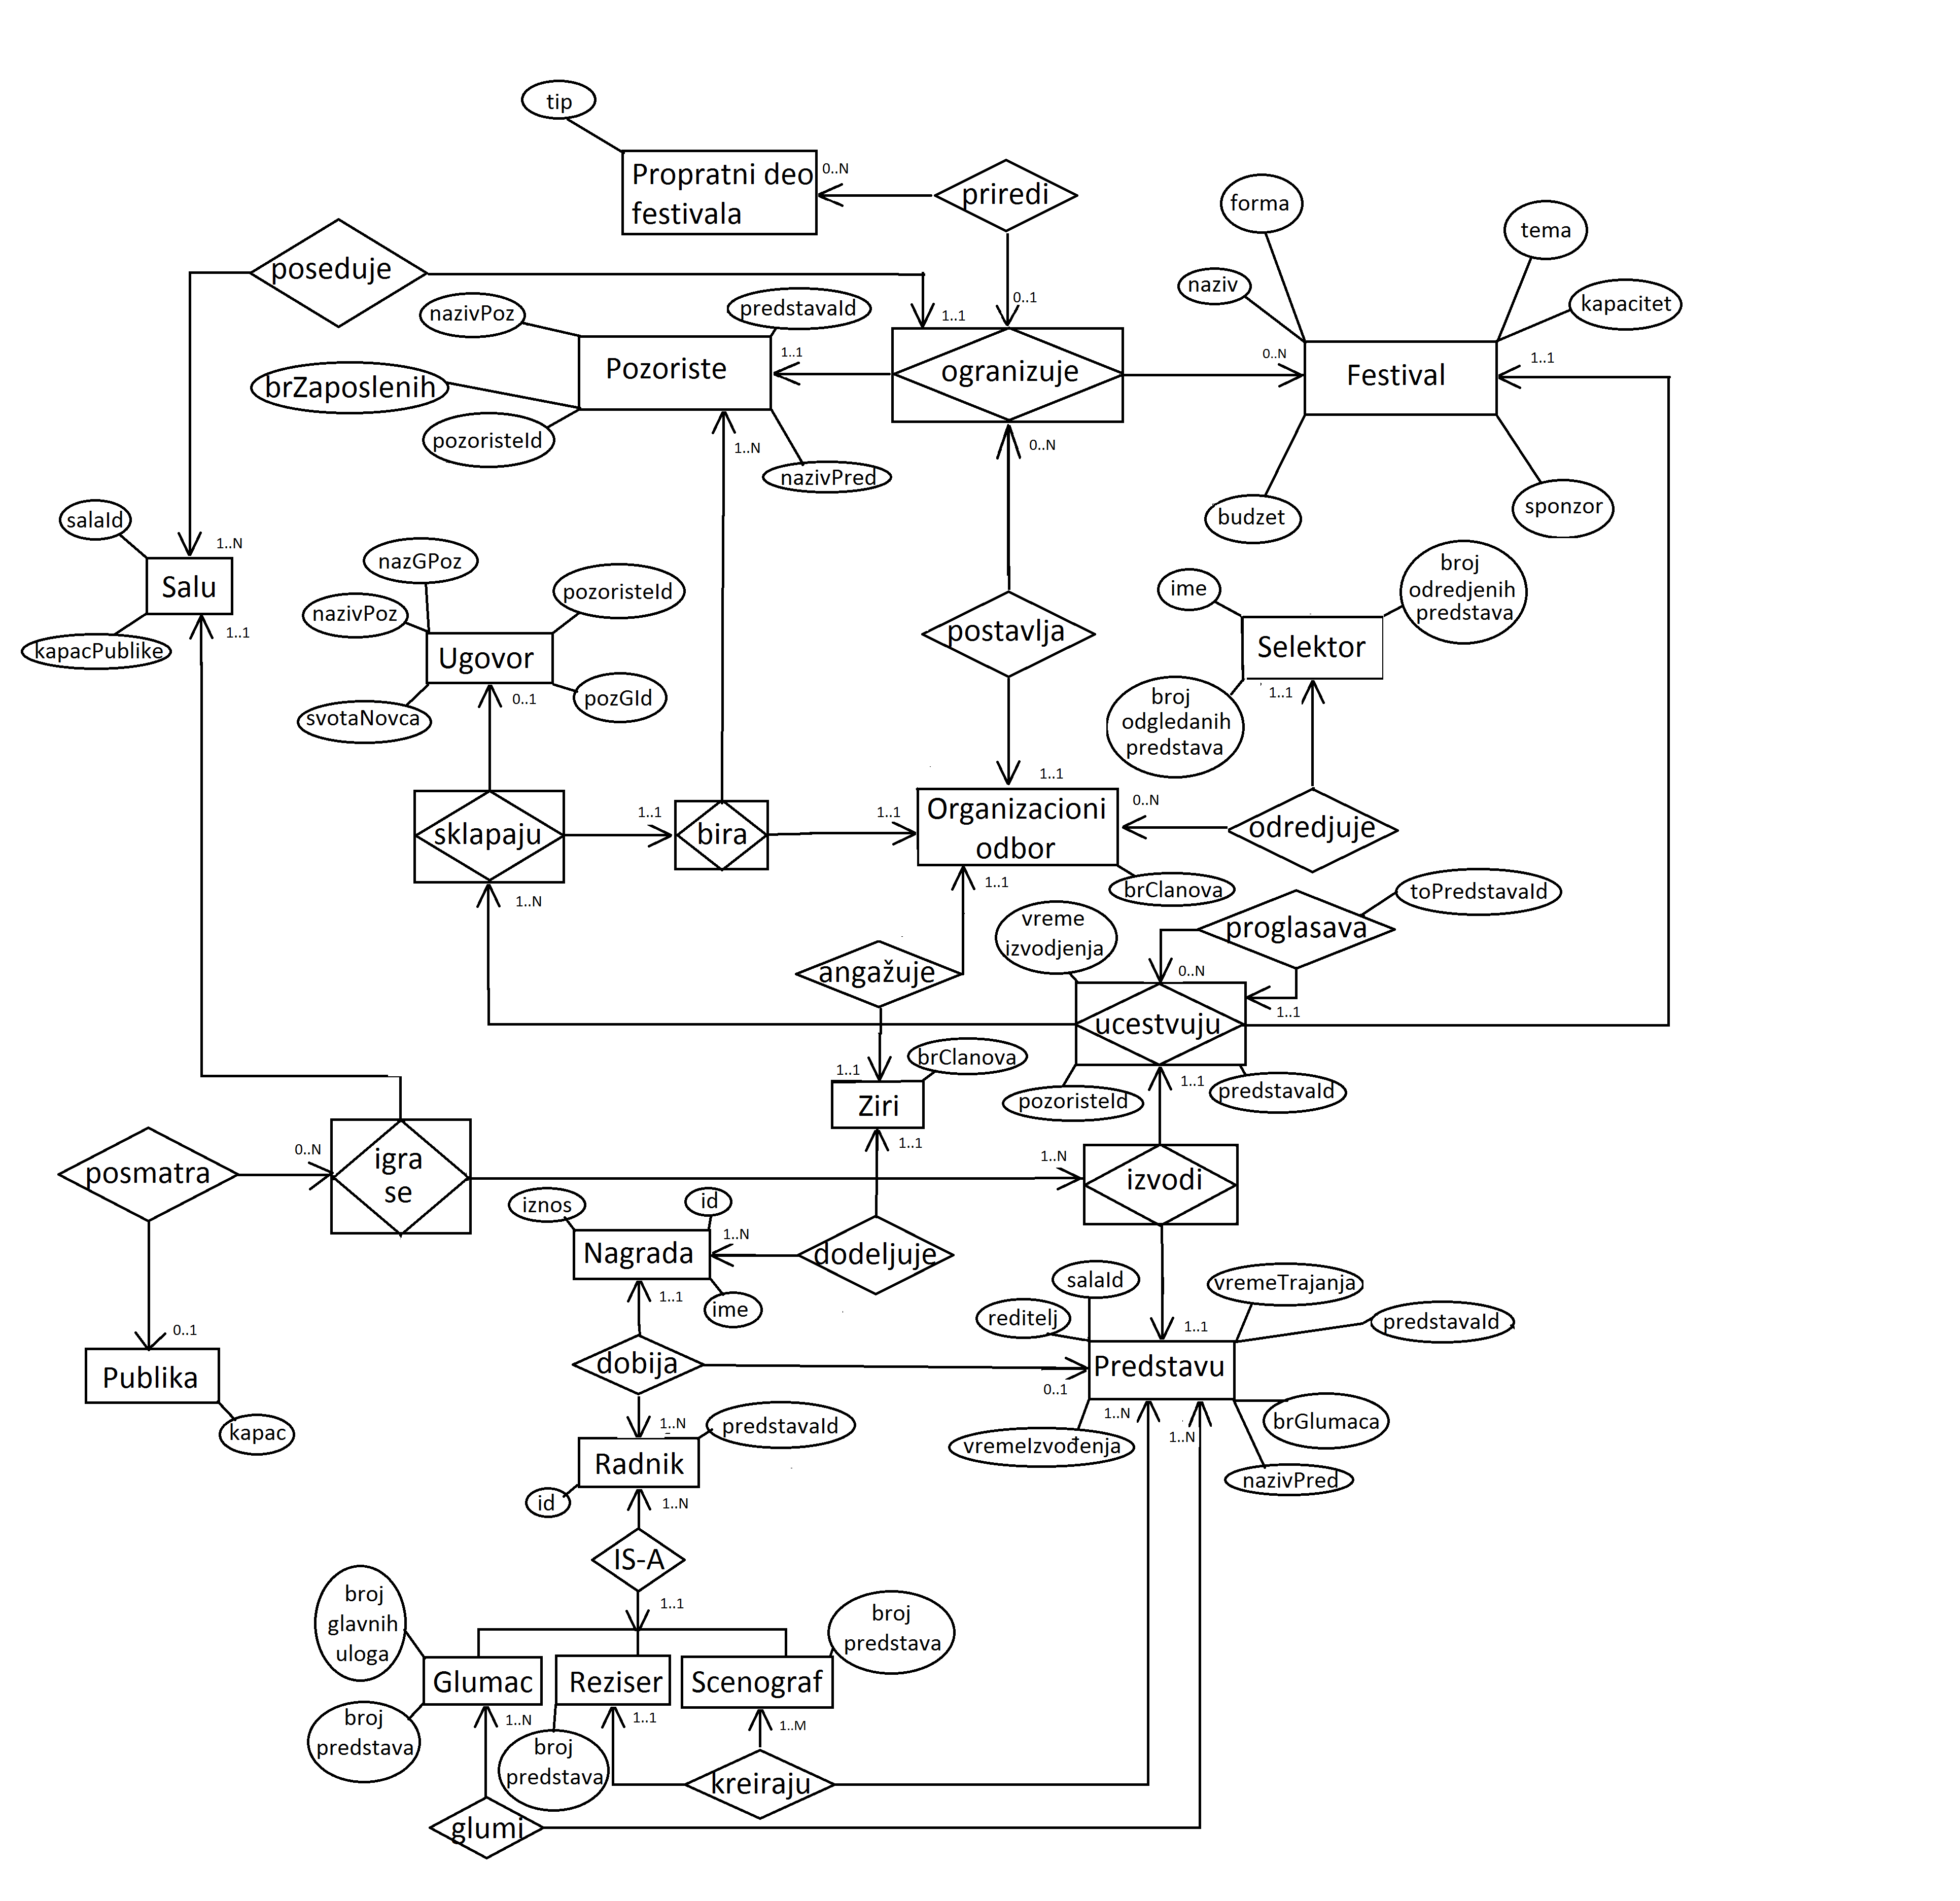 tip
Propratni deo
festivala
0..N
priredi
forma
tema
naziv
kapacitet
poseduje
nazivPoz
predstavaId
0..1
1..1
Pozoriste
1..1
ogranizuje
0..N
Festival
1..1
brZaposlenih
pozoristeId
1..N
nazivPred
0..N
budzet
sponzor
salaId
1..N
Salu
kapacPublike
1..1
nazGPoz
nazivPoz
pozoristeId
Ugovor
svotaNovca
0..1
pozGId
postavlja
ime
broj
odredjenih
predstava
Selektor
broj
odgledanih
predstava
1..1
1..1
sklapaju
1..1
bira
1..1
Organizacioni
odbor
0..N
odredjuje
1..N
1..1
brClanova
toPredstavaId
vreme
izvodjenja
proglasava
angažuje
0..N
1..1
ucestvuju
brClanova
1..1
Ziri
pozoristeId
1..1
predstavaId
1..1
posmatra
0..N
igra
se
1..N
izvodi
iznos
id
Nagrada
1..N
dodeljuje
ime
1..1
salaId
vremeTrajanja
reditelj
predstavaId
0..1
1..1
Publika
kapac
dobija
0..1
Predstavu
1..N
predstavaId
1..N
1..N
brGlumaca
vremeIzvođenja
nazivPred
Radnik
id
1..N
IS-A
1..1
broj
glavnih
uloga
broj
predstava
Glumac
Reziser
Scenograf
broj
predstava
1..N
1..1
1..M
broj
predstava
kreiraju
glumi